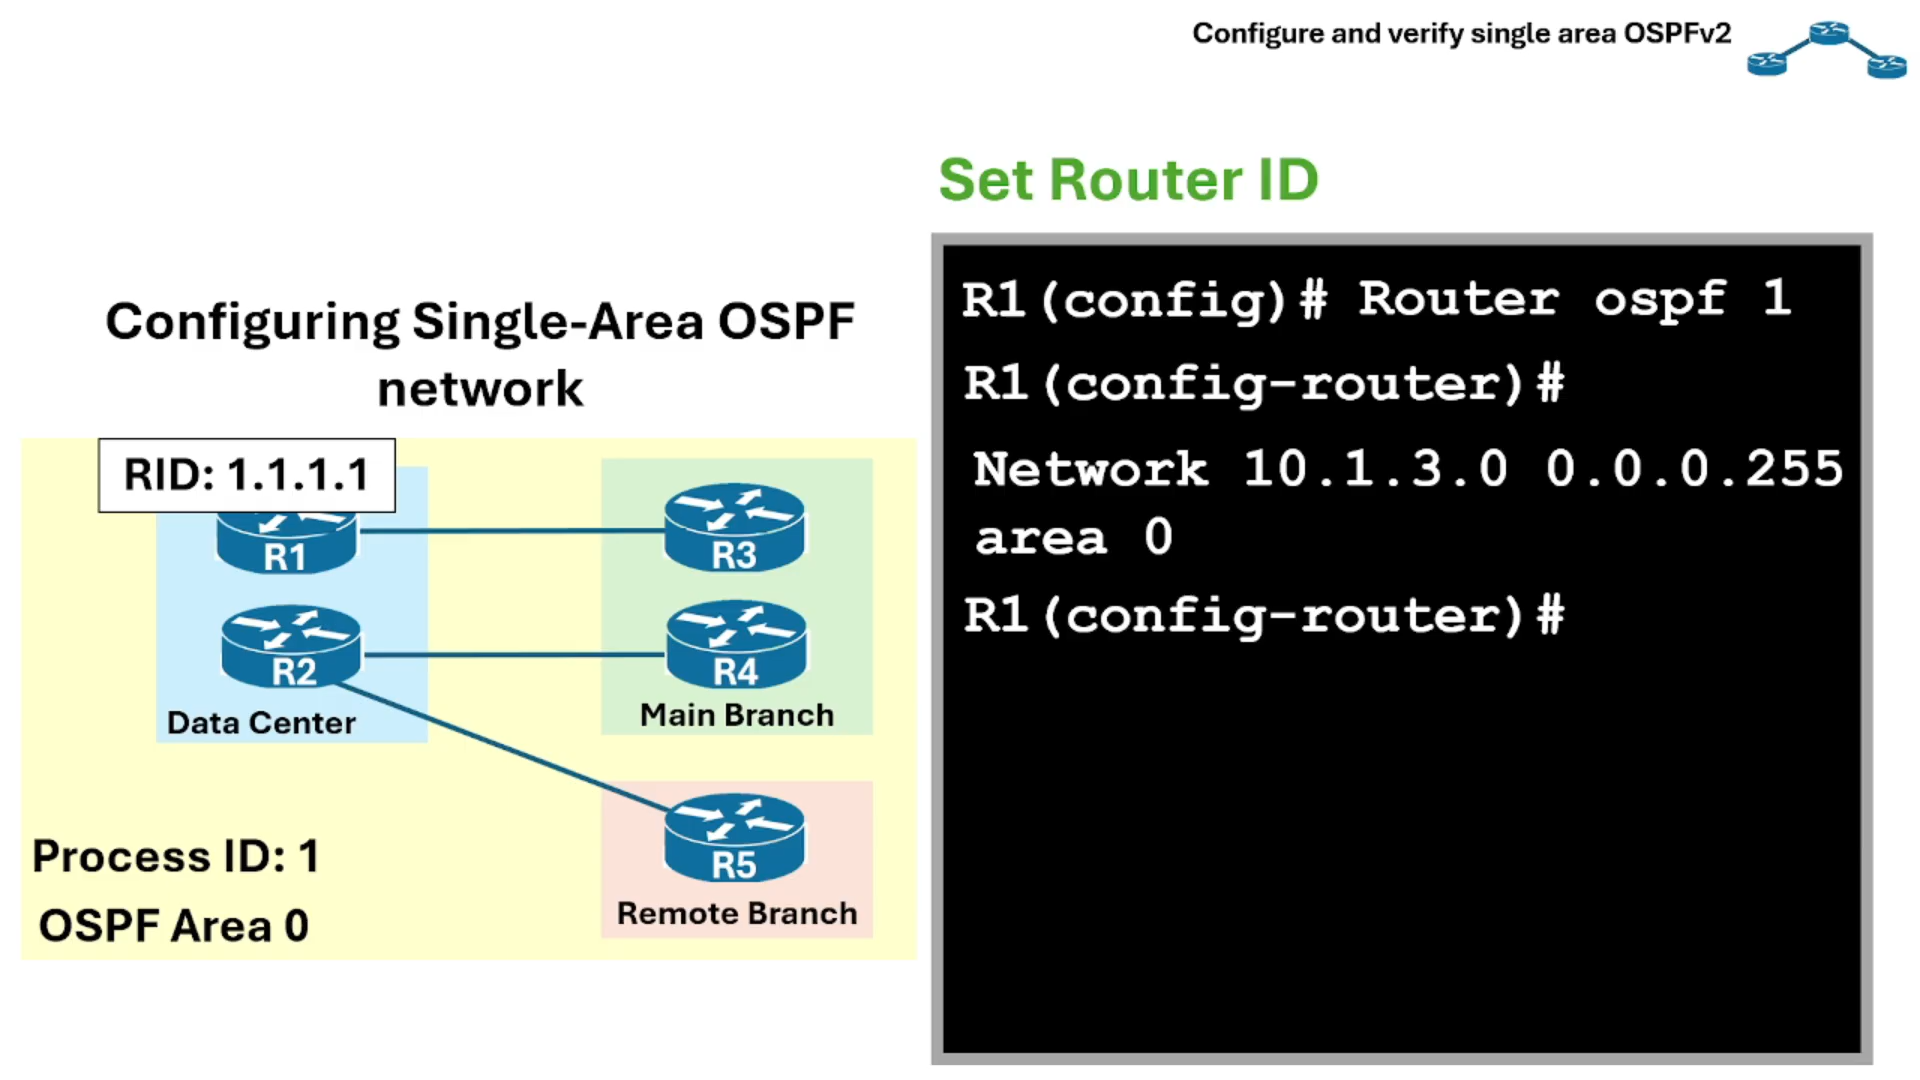 Configure and verify single area OSPFv2
Set Router ID
Configuring Single-Area OSPF
network
RID: 1.1.1.1
R1
R3
R2
R4
Data Center
Main Branch
R5
Remote Branch
Process ID: 1
OSPF Area 0
R1(config)# Router ospf 1
R1(config-router)#
Network 10.1.3.0 0.0.0.255
area 0
R1(config-router)#